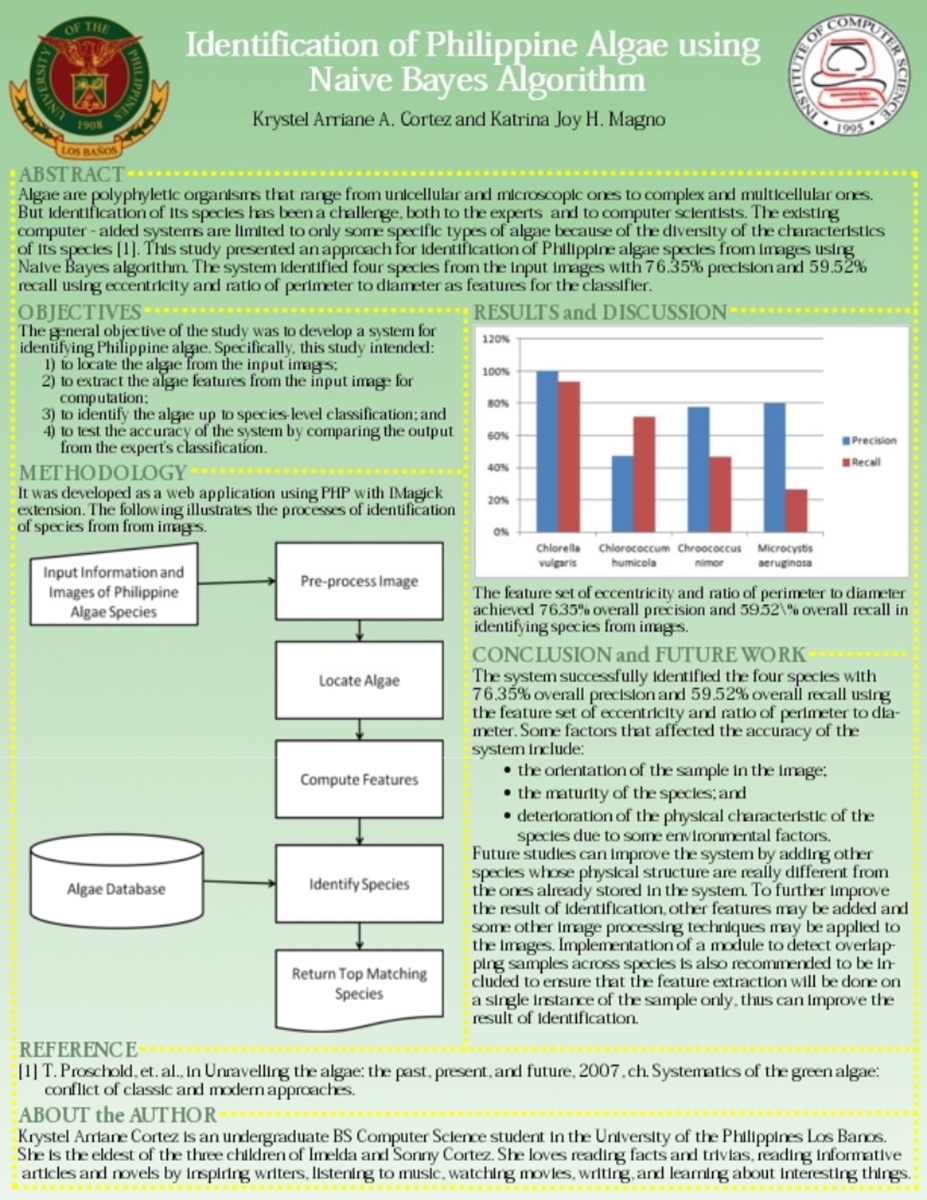 UNIVERSITY OF THE PHILIPPINES
1908
LOS BAÑOS
Identification of Philippine Algae using
Naive Bayes Algorithm
Krystel Arriane A. Cortez and Katrina Joy H. Magno
INSTITUTE OF COMPUTER SCIENCE
• 1995 •
ABSTRACT
Algae are polyphyletic organisms that range from unicellular and microscopic ones to complex and multicellular ones.
But identification of its species has been a challenge, both to the experts and to computer scientists. The existing
computer - aided systems are limited to only some specific types of algae because of the diversity of the characteristics
of its species [1]. This study presented an approach for identification of Philippine algae species from images using
Naive Bayes algorithm. The system identified four species from the input images with 76.35% precision and 59.52%
recall using eccentricity and ratio of perimeter to diameter as features for the classifier.
OBJECTIVES
The general objective of the study was to develop a system for
identifying Philippine algae. Specifically, this study intended:
1) to locate the algae from the input images;
2) to extract the algae features from the input image for
computation;
3) to identify the algae up to species-level classification; and
4) to test the accuracy of the system by comparing the output
from the expert's classification.
METHODOLOGY
It was developed as a web application using PHP with IMagick
extension. The following illustrates the processes of identification
of species from from images.
Input Information and
Images of Philippine
Algae Species
Pre-process Image
Locate Algae
Compute Features
Algae Database
Identify Species
Return Top Matching
Species
RESULTS and DISCUSSION
120%
100%
80%
60%
40%
20%
0%
Chlorella
vulgaris
Chlorococcum
humicola
Chroococcus
nimor
Microcystis
aeruginosa
Precision
Recall
The feature set of eccentricity and ratio of perimeter to diameter
achieved 76.35% overall precision and 59.52\% overall recall in
identifying species from images.
CONCLUSION and FUTURE WORK
The system successfully identified the four species with
76.35% overall precision and 59.52% overall recall using
the feature set of eccentricity and ratio of perimeter to dia-
meter. Some factors that affected the accuracy of the
system include:
• the orientation of the sample in the image;
• the maturity of the species; and
• deterioration of the physical characteristic of the
species due to some environmental factors.
Future studies can improve the system by adding other
species whose physical structure are really different from
the ones already stored in the system. To further improve
the result of identification, other features may be added and
some other image processing techniques may be applied to
the images. Implementation of a module to detect overlap-
ping samples across species is also recommended to be in-
cluded to ensure that the feature extraction will be done on
a single instance of the sample only, thus can improve the
result of identification.
REFERENCE
[1] T. Proschold, et. al., in Unravelling the algae: the past, present, and future, 2007, ch. Systematics of the green algae:
conflict of classic and modern approaches.
ABOUT the AUTHOR
Krystel Arriane Cortez is an undergraduate BS Computer Science student in the University of the Philippines Los Banos.
She is the eldest of the three children of Imelda and Sonny Cortez. She loves reading facts and trivias, reading informative
articles and novels by inspiring writers, listening to music, watching movies, writing, and learning about interesting things.